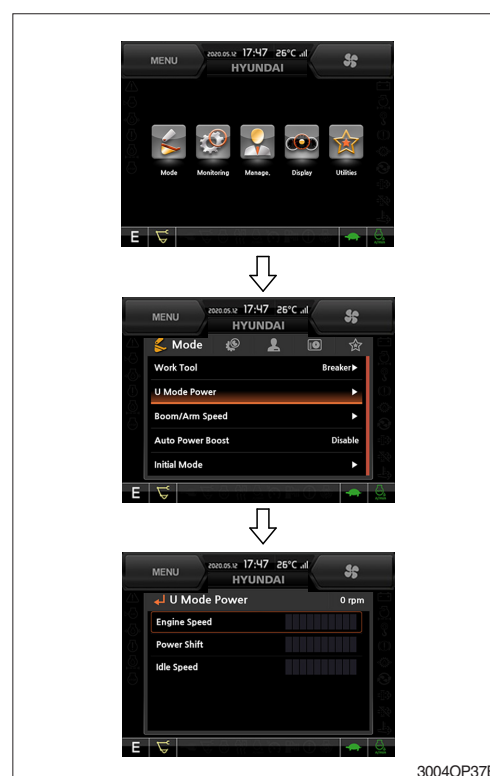 MENU 2020.05.12 17:47 26°C
HYUNDAI
Mode Monitoring Manage. Display Utilities
E
MENU 2020.05.12 17:47 26°C
HYUNDAI
Mode
Work Tool Breaker▶
U Mode Power ▶
Boom/Arm Speed ▶
Auto Power Boost Disable
Initial Mode ▶
E
MENU 2020.05.12 17:47 26°C
HYUNDAI
U Mode Power 0 rpm
Engine Speed
Power Shift
Idle Speed
E